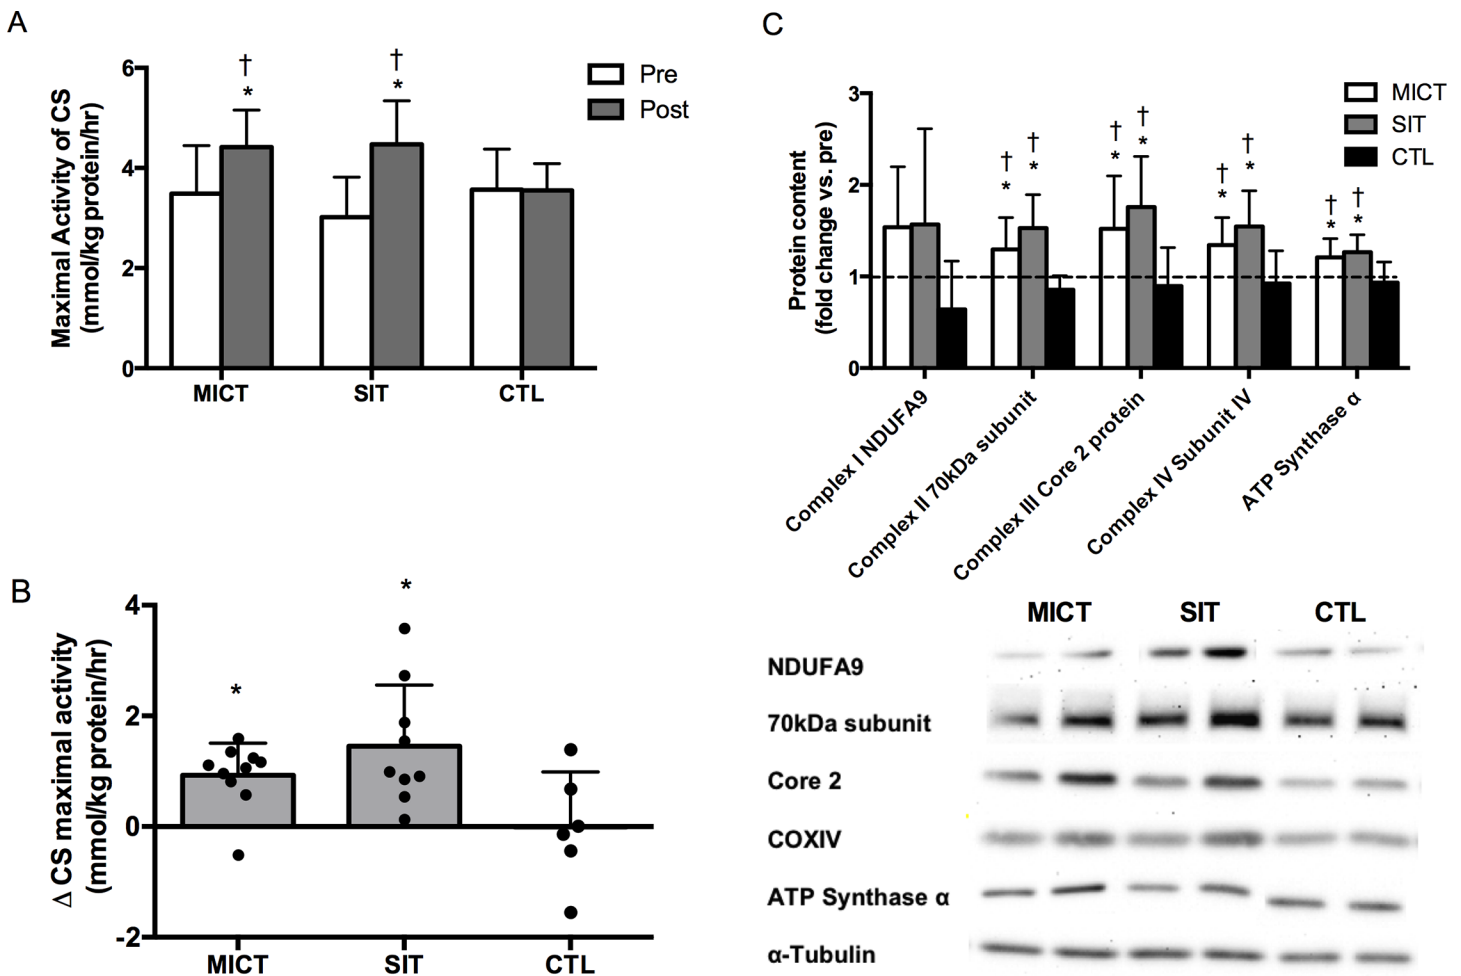 A
Maximal Activity of CS
(mmol/kg protein/hr)
6
4
2
0
†
*
†
*
Pre
Post
MICT
SIT
CTL
B
Δ CS maximal activity
(mmol/kg protein/hr)
4
2
0
-2
*
*
MICT
SIT
CTL
C
Protein content
(fold change vs. pre)
3
2
1
0
†
*
†
*
†
*
†
*
†
*
†
*
†
*
†
*
MICT
SIT
CTL
Complex I NDUFA9
Complex II 70kDa subunit
Complex III Core 2 protein
Complex IV Subunit IV
ATP Synthase α
MICT SIT CTL
NDUFA9
70kDa subunit
Core 2
COXIV
ATP Synthase α
α-Tubulin